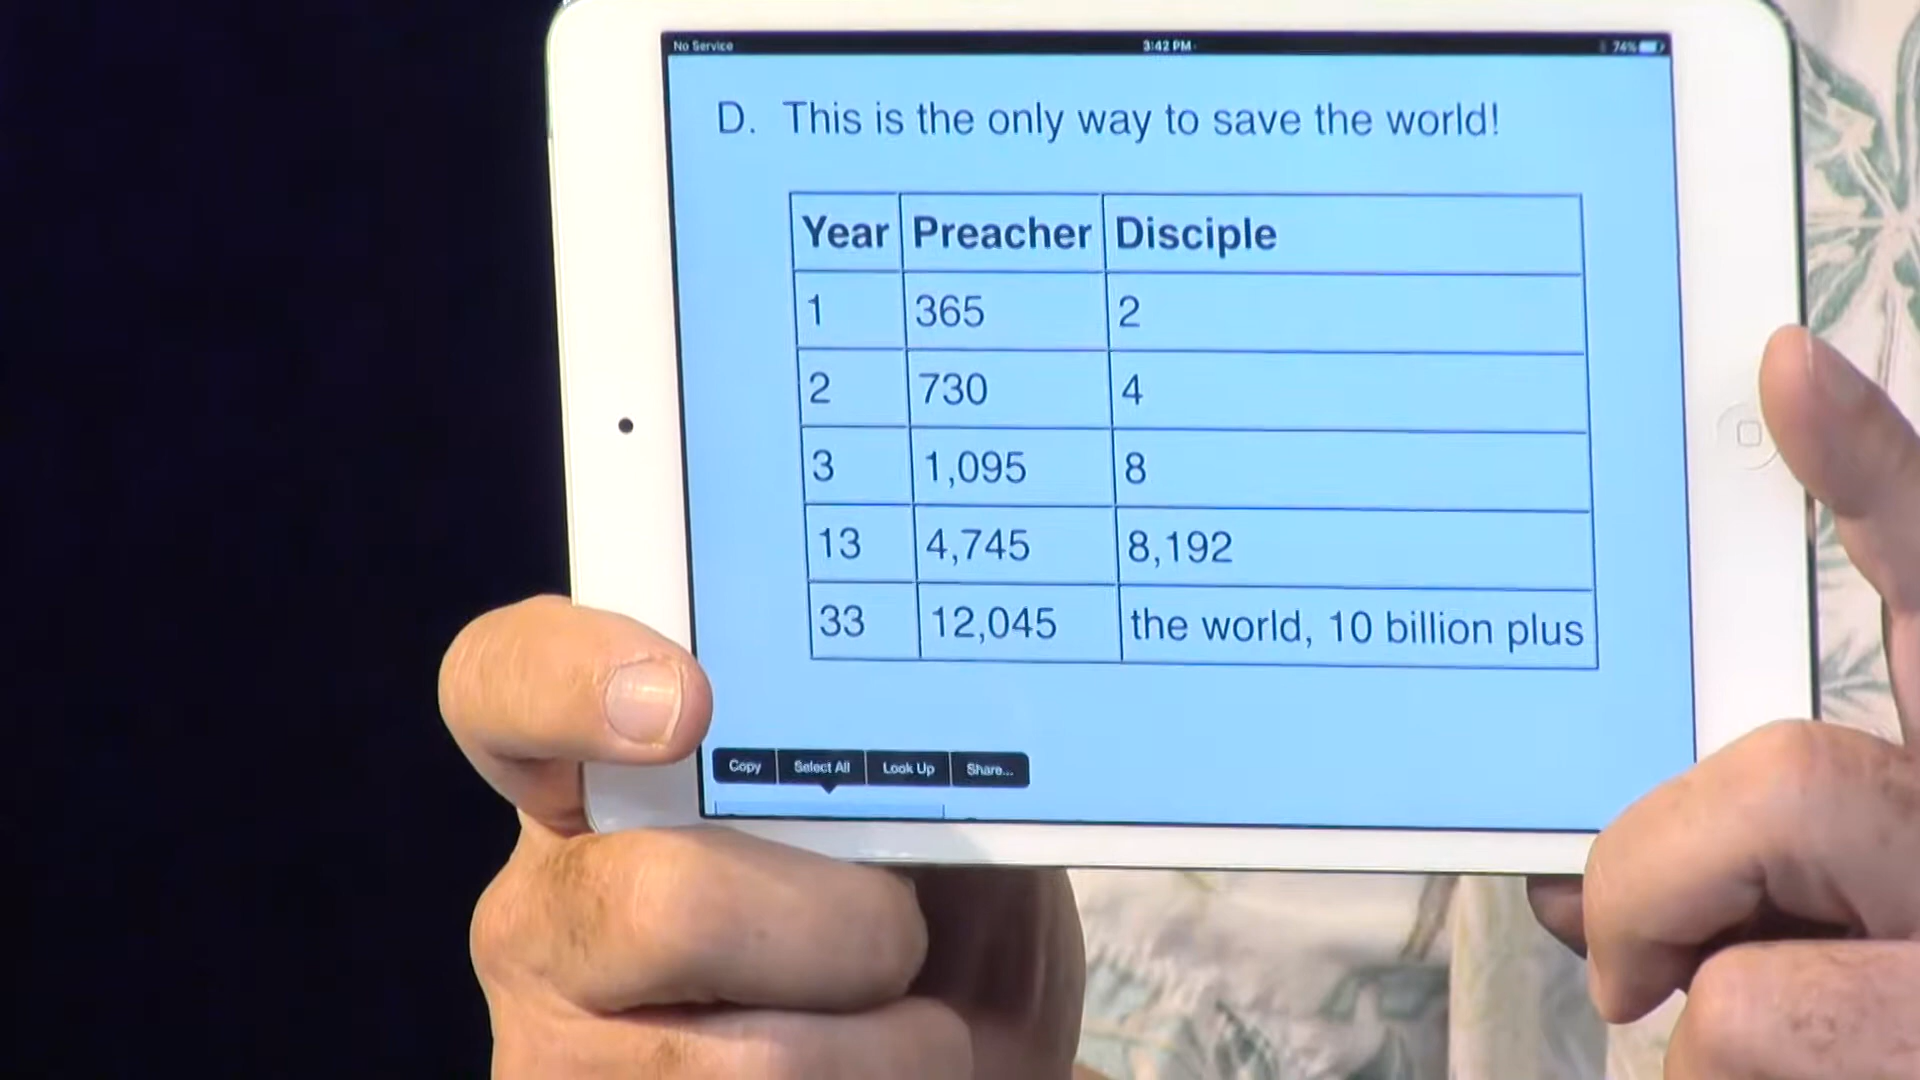 No Service 3:42 PM 74%
D. This is the only way to save the world!
Year Preacher Disciple
1 365 2
2 730 4
3 1,095 8
13 4,745 8,192
33 12,045 the world, 10 billion plus
Copy Select All Look Up Share...